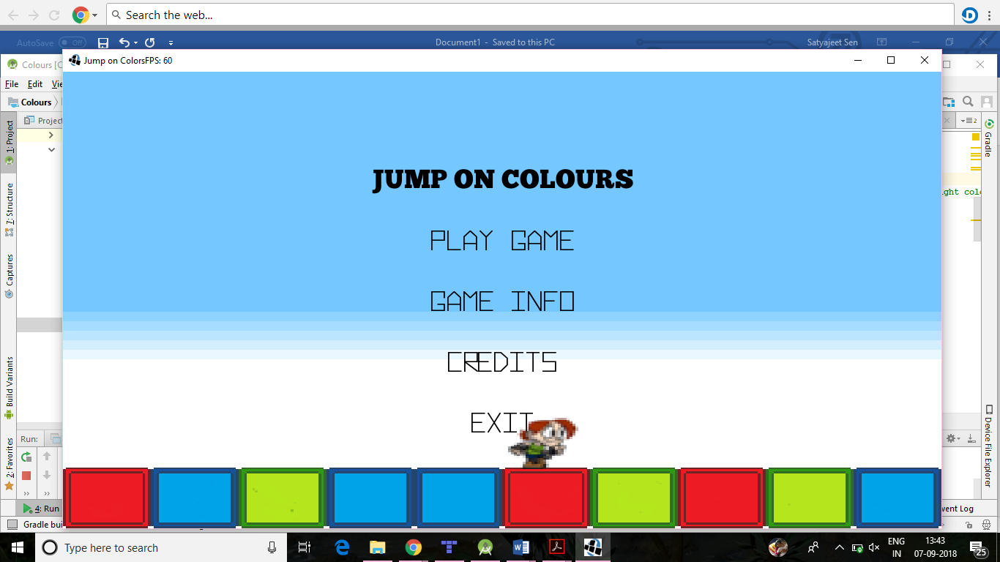 Search the web...
AutoSave Off
Document1 - Saved to this PC
Satyajeet Sen
Jump on ColorsFPS: 60
Colours [C
File Edit Vie
Colours
Project
2
1: Project
7: Structure
Captures
Build Variants
2: Favorites
Gradle
Device File Explorer
ght colo
JUMP ON COLOURS
PLAY GAME
GAME INFO
CREDITS
EXIT
Run:
4: Run
vent Log
Gradle bui
Type here to search
ENG
IN
13:43
07-09-2018
25